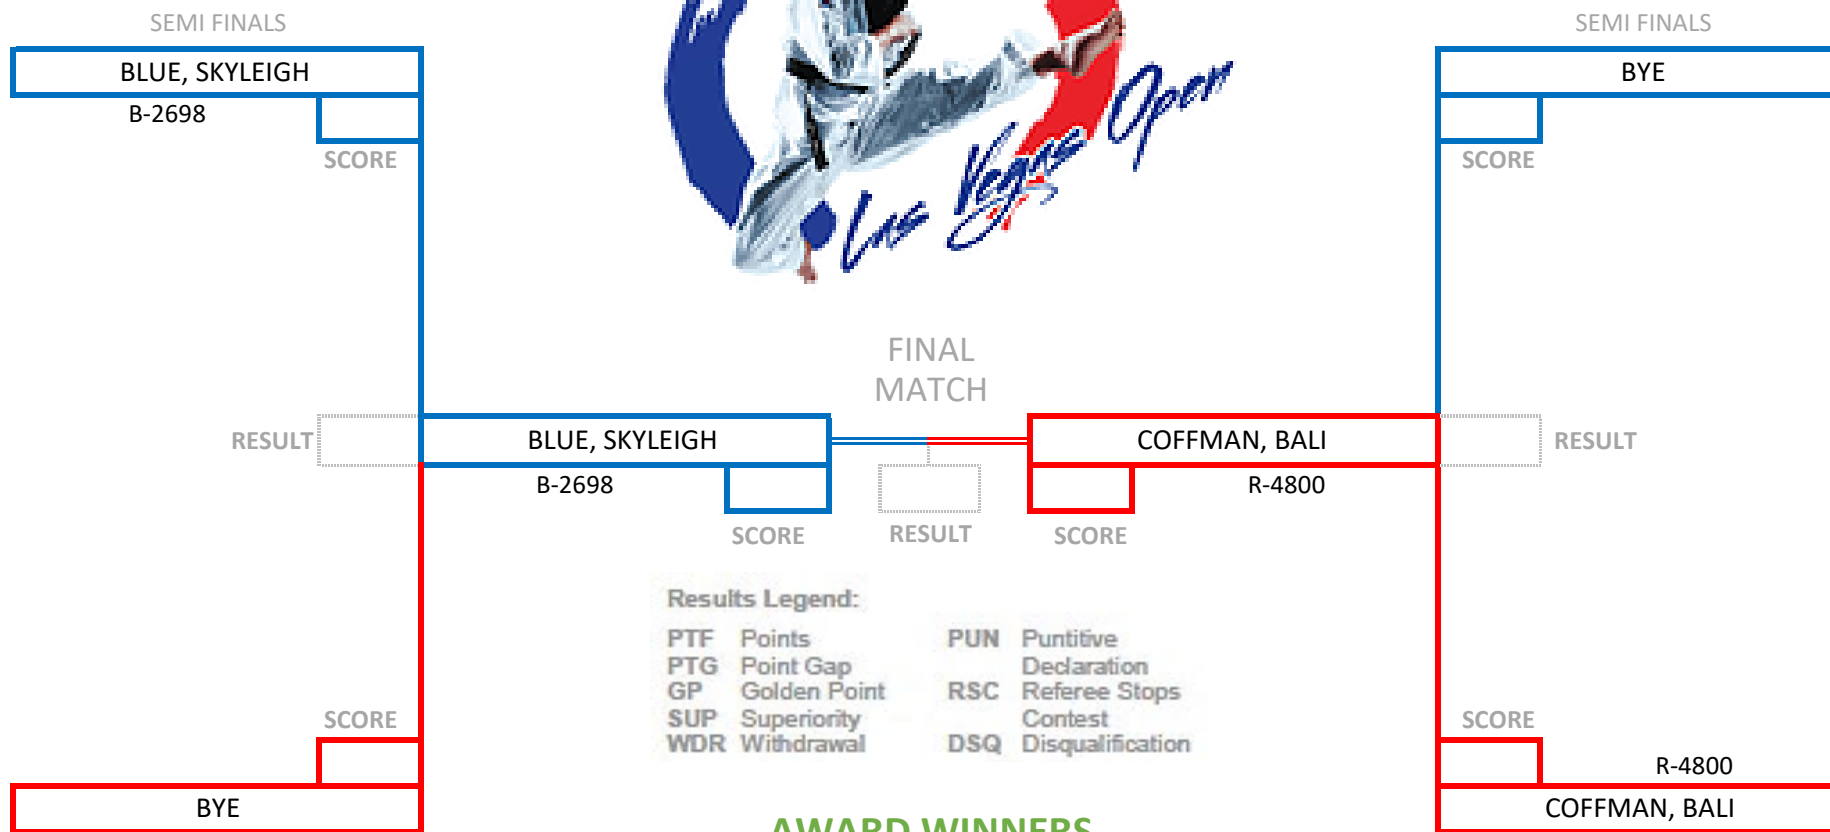 SEMI FINALS
SEMI FINALS
BLUE, SKYLEIGH
BYE
B-2698
SCORE
SCORE
Las Vegas Open
FINAL
MATCH
RESULT
BLUE, SKYLEIGH
COFFMAN, BALI
RESULT
B-2698
R-4800
SCORE
RESULT
SCORE
Results Legend:
PTF Points
PTG Point Gap
GP Golden Point
SUP Superiority
WDR Withdrawal
PUN Puntitive
Declaration
RSC Referee Stops
Contest
DSQ Disqualification
SCORE
SCORE
R-4800
BYE
COFFMAN, BALI
AWARD WINNERS